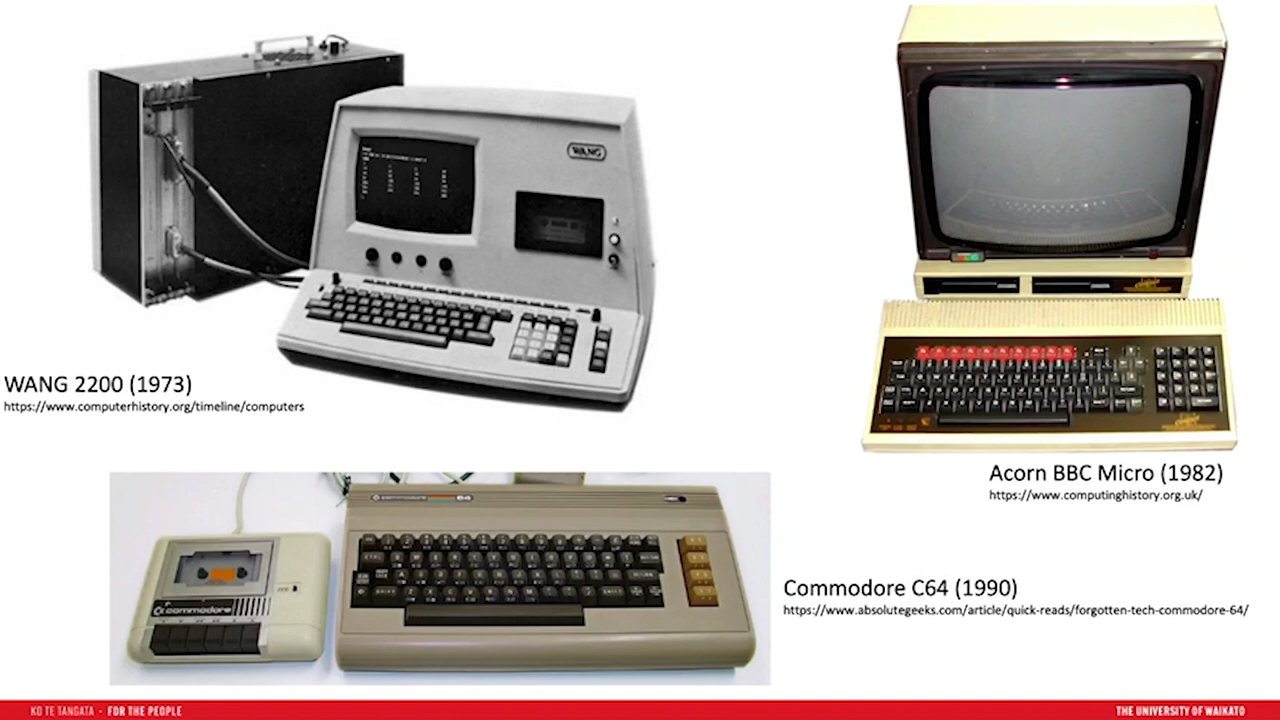 WANG
WANG 2200 (1973)
https://www.computerhistory.org/timeline/computers
Acorn BBC Micro (1982)
https://www.computinghistory.org.uk/
commodore 64
commodore
Commodore C64 (1990)
https://www.absolutegeeks.com/article/quick-reads/forgotten-tech-commodore-64/
KO TE TANGATA - FOR THE PEOPLE
THE UNIVERSITY OF WAIKATO